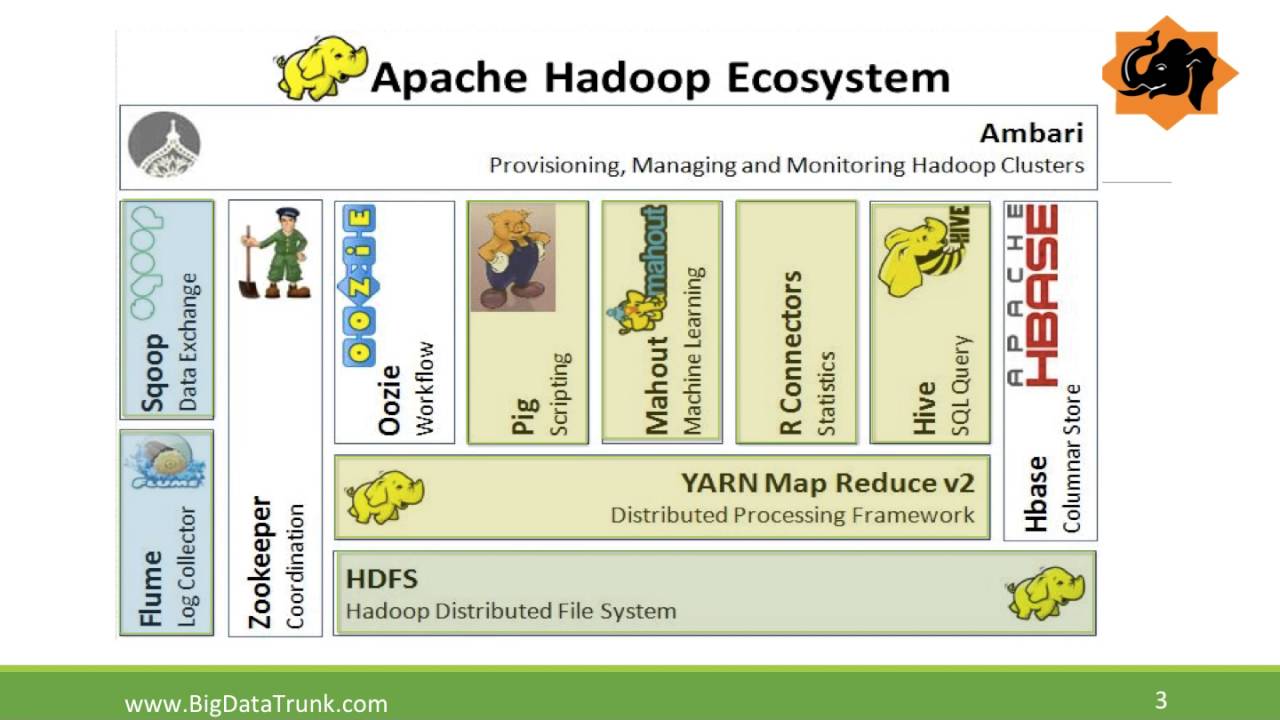 Apache Hadoop Ecosystem
Ambari
Provisioning, Managing and Monitoring Hadoop Clusters
sqoop
Sqoop
Data Exchange
FLUME
Flume
Log Collector
Zookeeper
Coordination
OOZIE
Oozie
Workflow
Pig
Scripting
mahout
Mahout
Machine Learning
R Connectors
Statistics
HIVE
Hive
SQL Query
APACHE
HBASE
Hbase
Columnar Store
YARN Map Reduce v2
Distributed Processing Framework
HDFS
Hadoop Distributed File System
www.BigDataTrunk.com
3